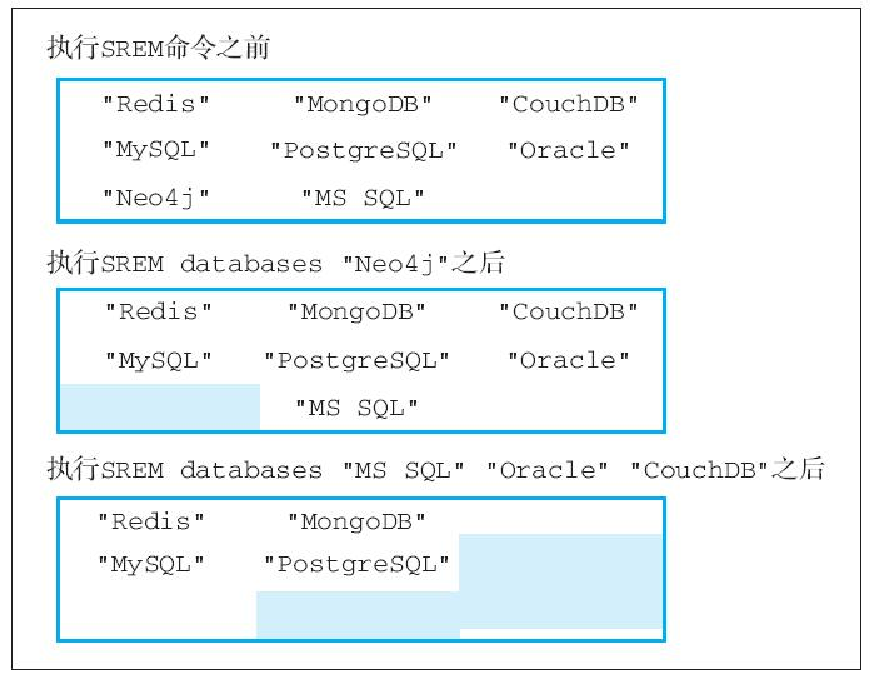 执行SREM命令之前
"Redis" "MongoDB" "CouchDB"
"MySQL" "PostgreSQL" "Oracle"
"Neo4j" "MS SQL"
执行SREM databases "Neo4j"之后
"Redis" "MongoDB" "CouchDB"
"MySQL" "PostgreSQL" "Oracle"
"MS SQL"
执行SREM databases "MS SQL" "Oracle" "CouchDB"之后
"Redis" "MongoDB"
"MySQL" "PostgreSQL"